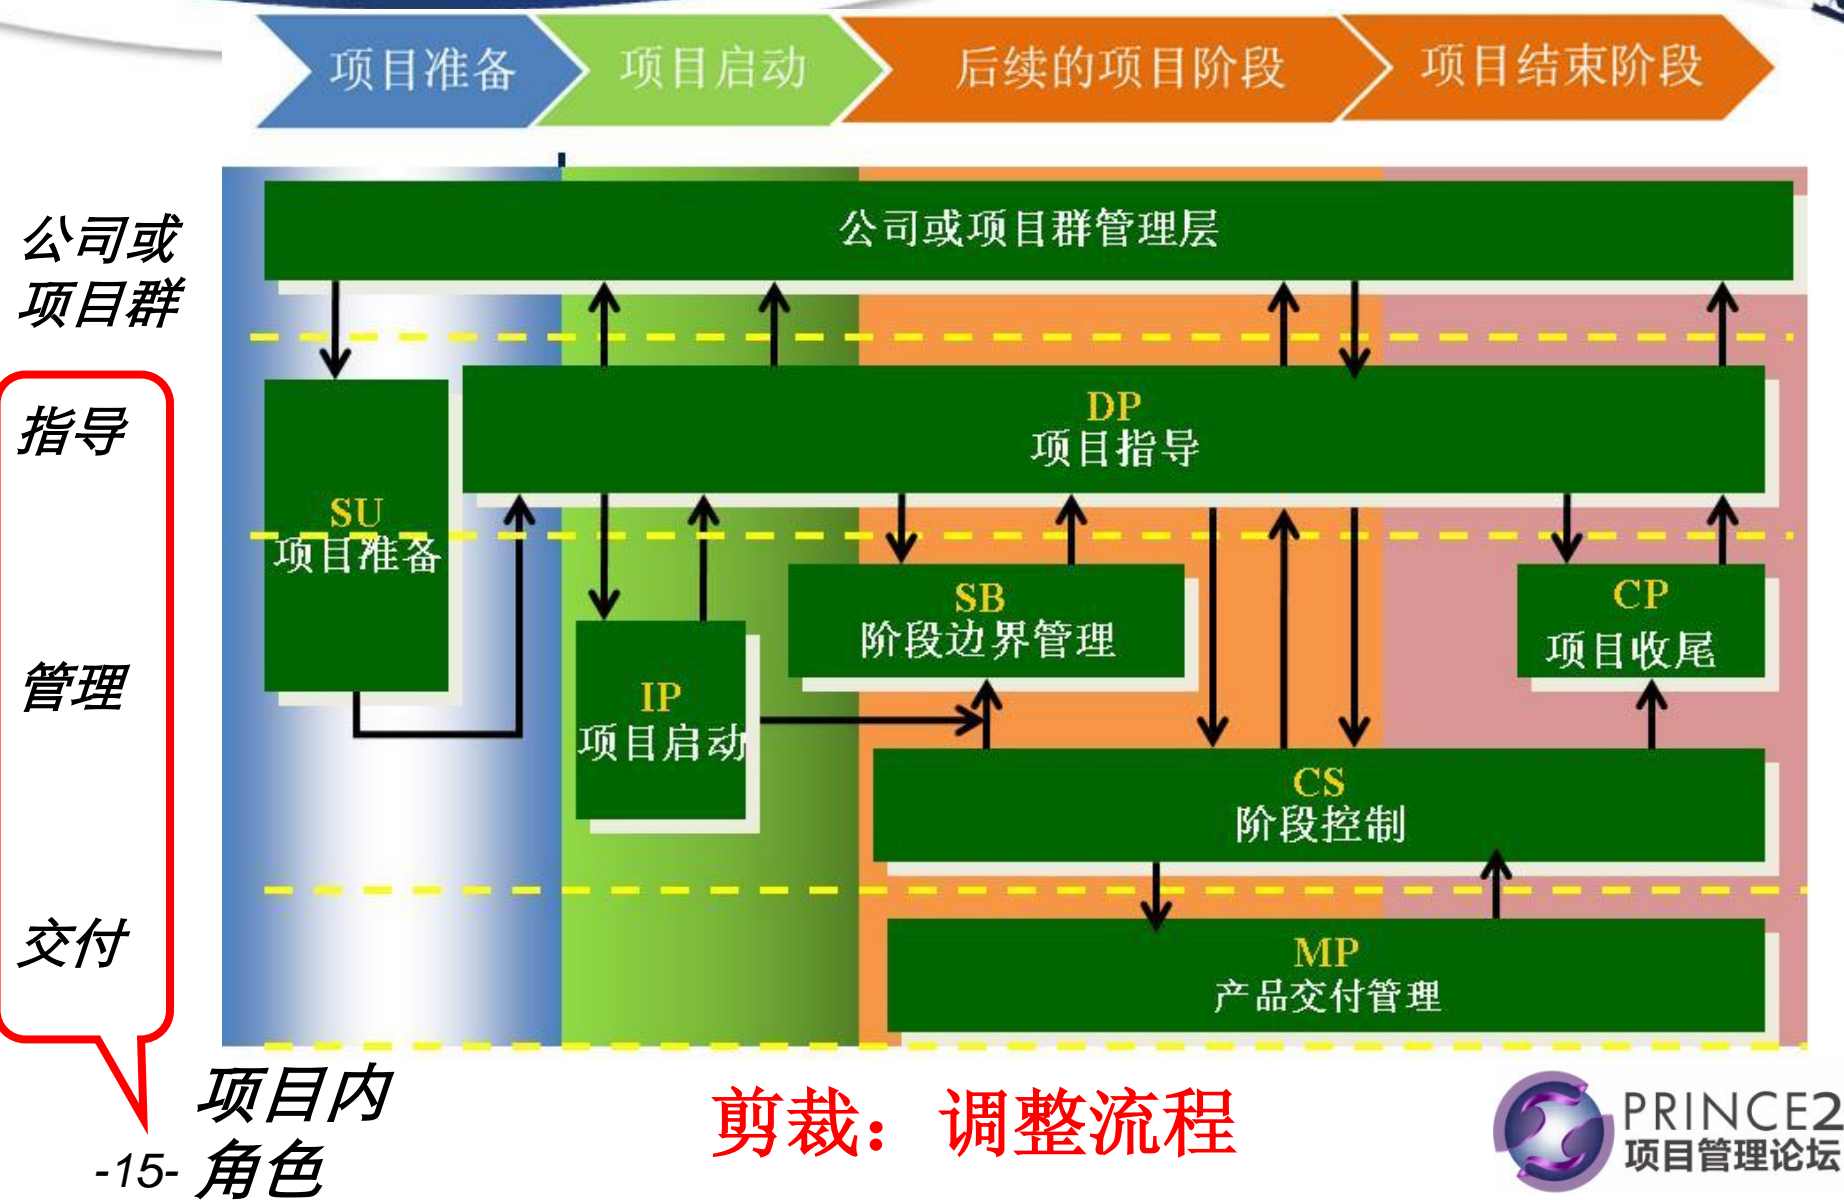 项目准备
项目启动
后续的项目阶段
项目结束阶段
公司或
项目群
公司或项目群管理层
指导
DP
项目指导
SU
项目准备
SB
阶段边界管理
CP
项目收尾
管理
IP
项目启动
CS
阶段控制
交付
MP
产品交付管理
项目内
角色
剪裁：调整流程
PRINCE2
项目管理论坛
-15-